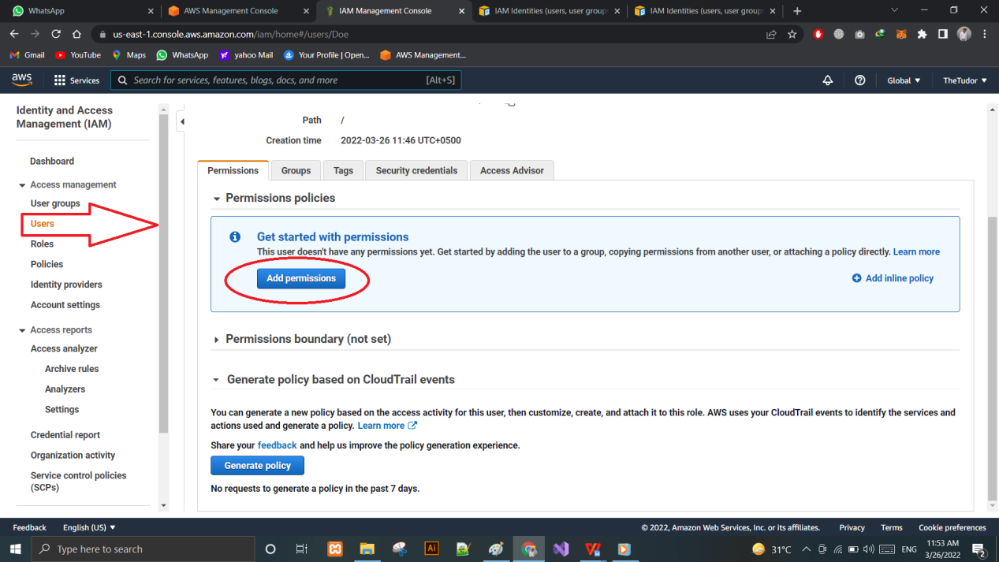 WhatsApp
AWS Management Console
IAM Management Console
IAM Identities (users, user group
IAM Identities (users, user groups
us-east-1.console.aws.amazon.com/iam/home#/users/Doe
Gmail
YouTube
Maps
WhatsApp
yahoo Mail
Your Profile | Open...
AWS Management...
aws
Services
Search for services, features, blogs, docs, and more
[Alt+S]
Global
TheTudor
Identity and Access
Management (IAM)
Dashboard
Access management
User groups
Users
Roles
Policies
Identity providers
Account settings
Access reports
Access analyzer
Archive rules
Analyzers
Settings
Credential report
Organization activity
Service control policies
(SCPs)
Path /
Creation time 2022-03-26 11:46 UTC+0500
Permissions Groups Tags Security credentials Access Advisor
Permissions policies
Get started with permissions
This user doesn't have any permissions yet. Get started by adding the user to a group, copying permissions from another user, or attaching a policy directly. Learn more
Add permissions
Add inline policy
Permissions boundary (not set)
Generate policy based on CloudTrail events
You can generate a new policy based on the access activity for this user, then customize, create, and attach it to this role. AWS uses your CloudTrail events to identify the services and
actions used and generate a policy. Learn more
Share your feedback and help us improve the policy generation experience.
Generate policy
No requests to generate a policy in the past 7 days.
Feedback English (US)
© 2022, Amazon Web Services, Inc. or its affiliates. Privacy Terms Cookie preferences
Type here to search
Ai
31°C
ENG
11:53 AM
3/26/2022
2